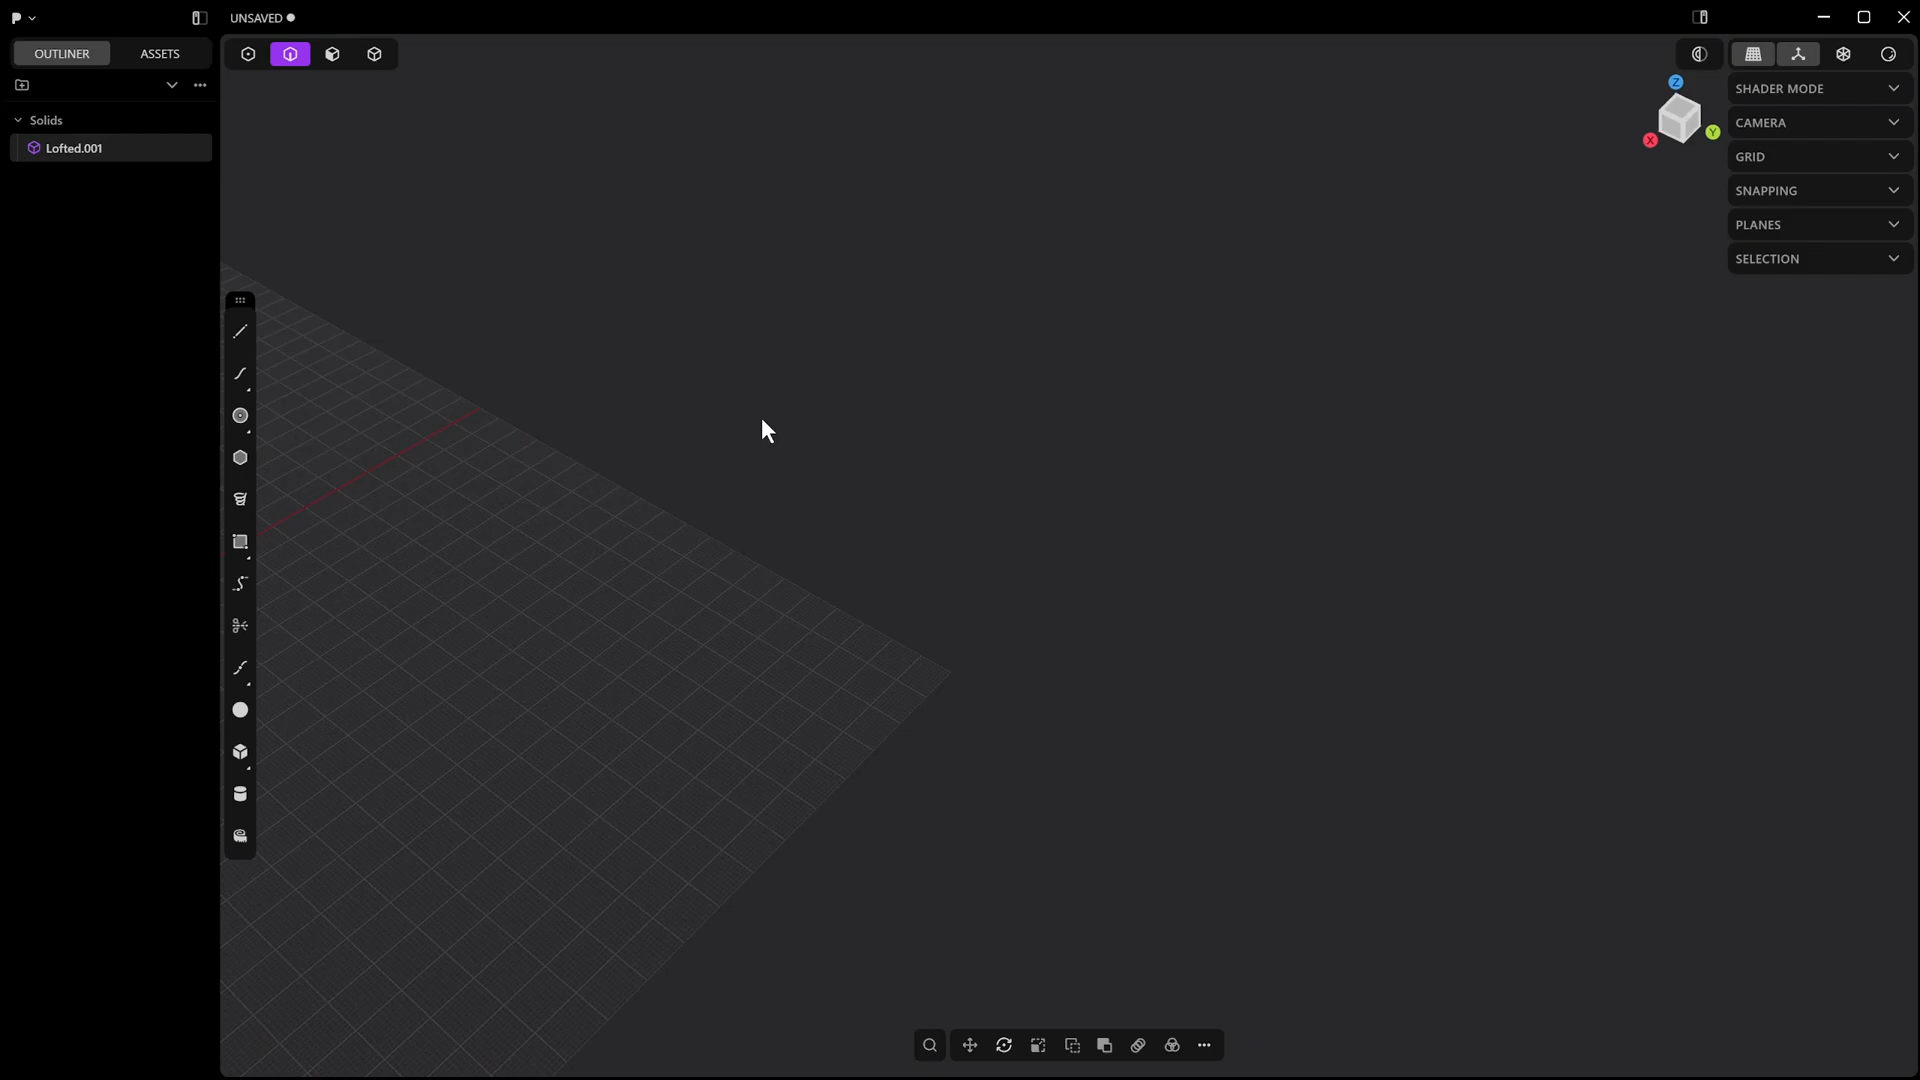 UNSAVED
OUTLINER
ASSETS
Solids
Lofted.001
Z
X
Y
SHADER MODE
CAMERA
GRID
SNAPPING
PLANES
SELECTION